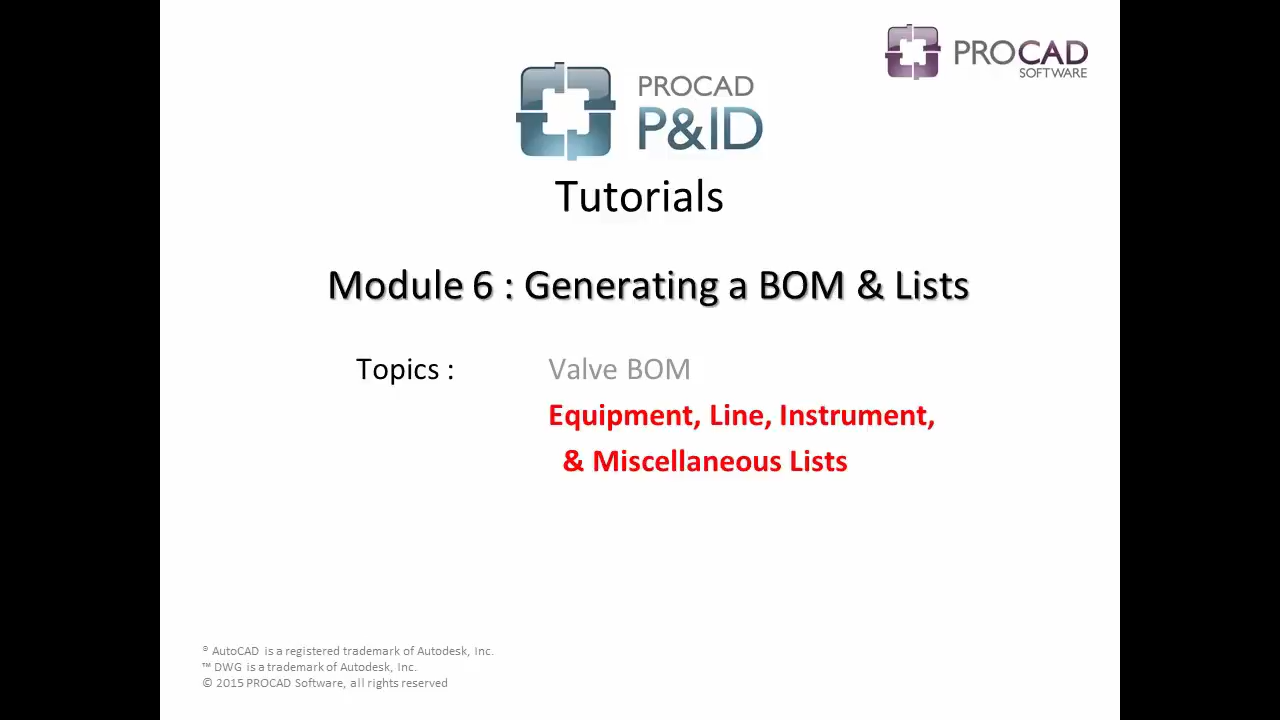 PROCAD
SOFTWARE
PROCAD
P&ID
Tutorials
Module 6 : Generating a BOM & Lists
Topics : Valve BOM
Equipment, Line, Instrument,
& Miscellaneous Lists
® AutoCAD is a registered trademark of Autodesk, Inc.
™ DWG is a trademark of Autodesk, Inc.
© 2015 PROCAD Software, all rights reserved